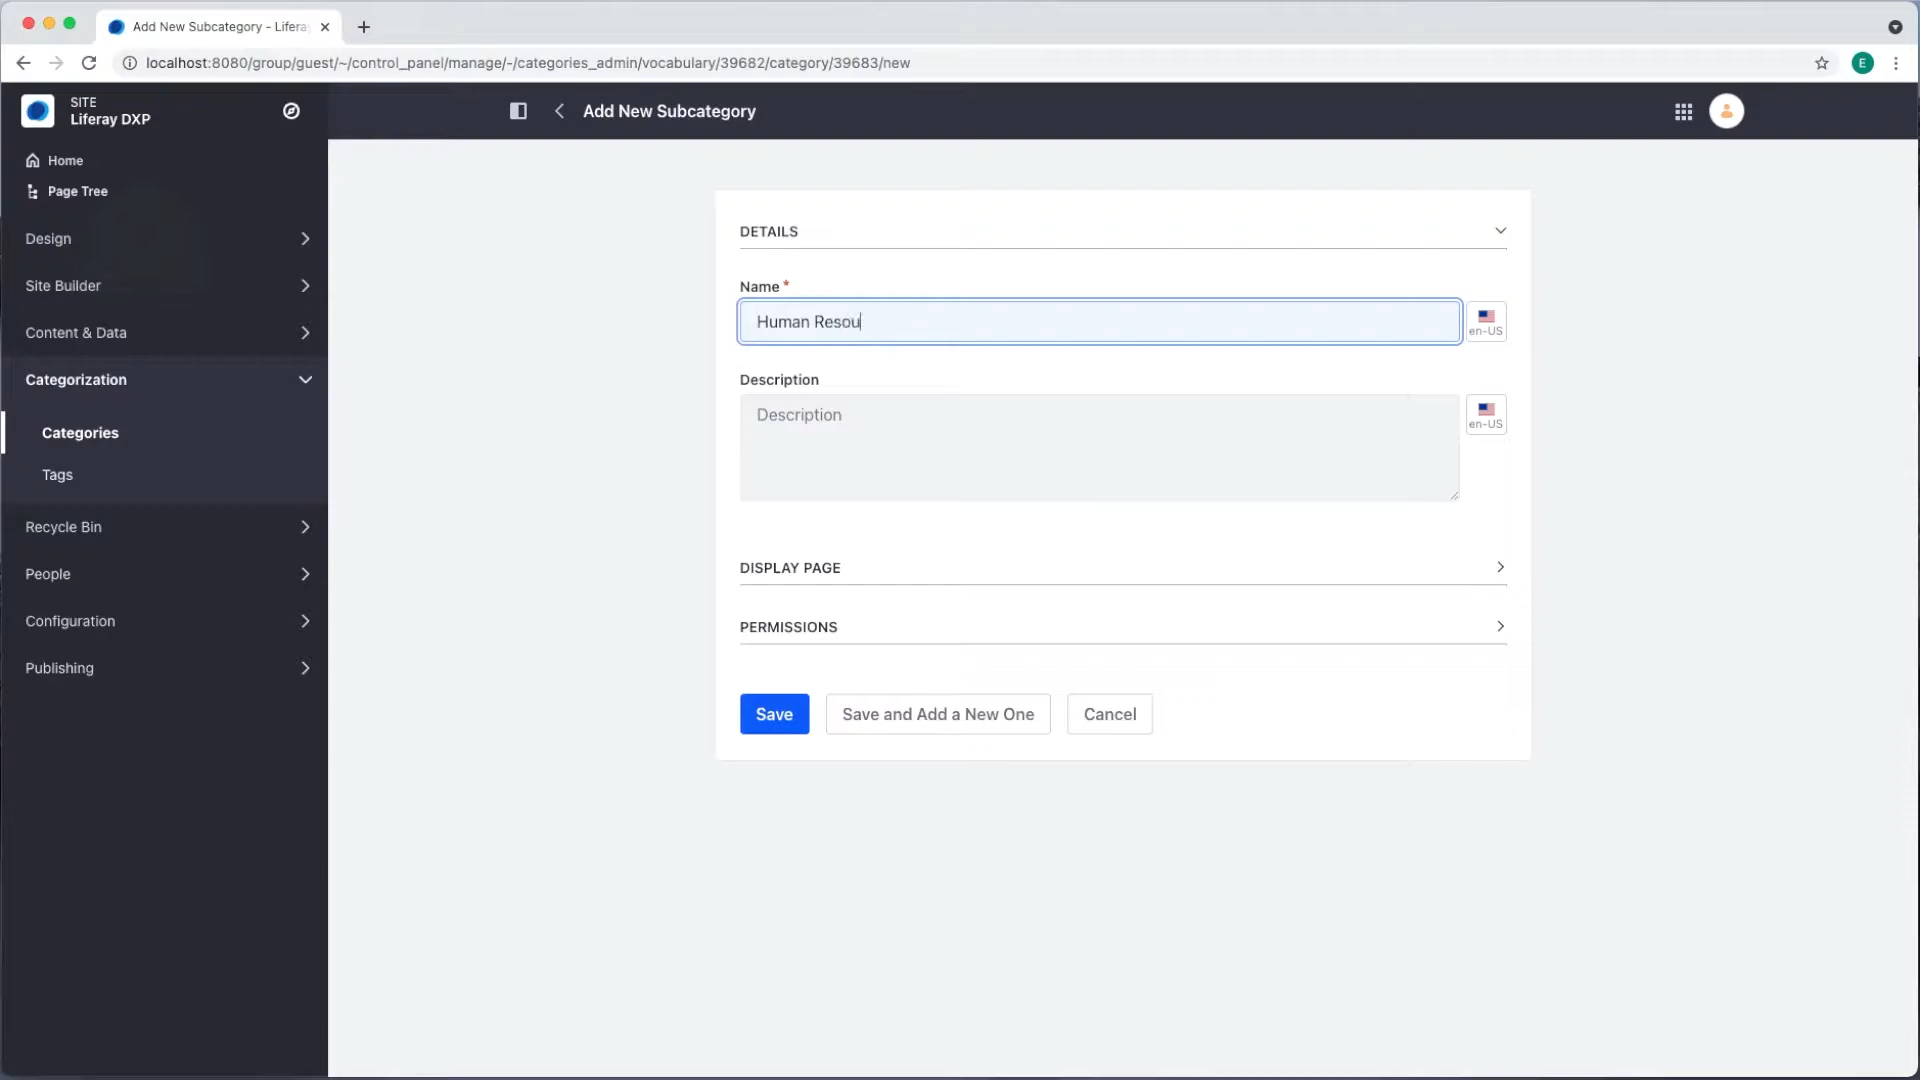 Add New Subcategory - Lifera
localhost:8080/group/guest/~/control_panel/manage/-/categories_admin/vocabulary/39682/category/39683/new
E
SITE
Liferay DXP
Add New Subcategory
Home
Page Tree
Design
Site Builder
Content & Data
Categorization
Categories
Tags
Recycle Bin
People
Configuration
Publishing
DETAILS
Name *
Human Resou
en-US
Description
Description
en-US
DISPLAY PAGE
PERMISSIONS
Save
Save and Add a New One
Cancel